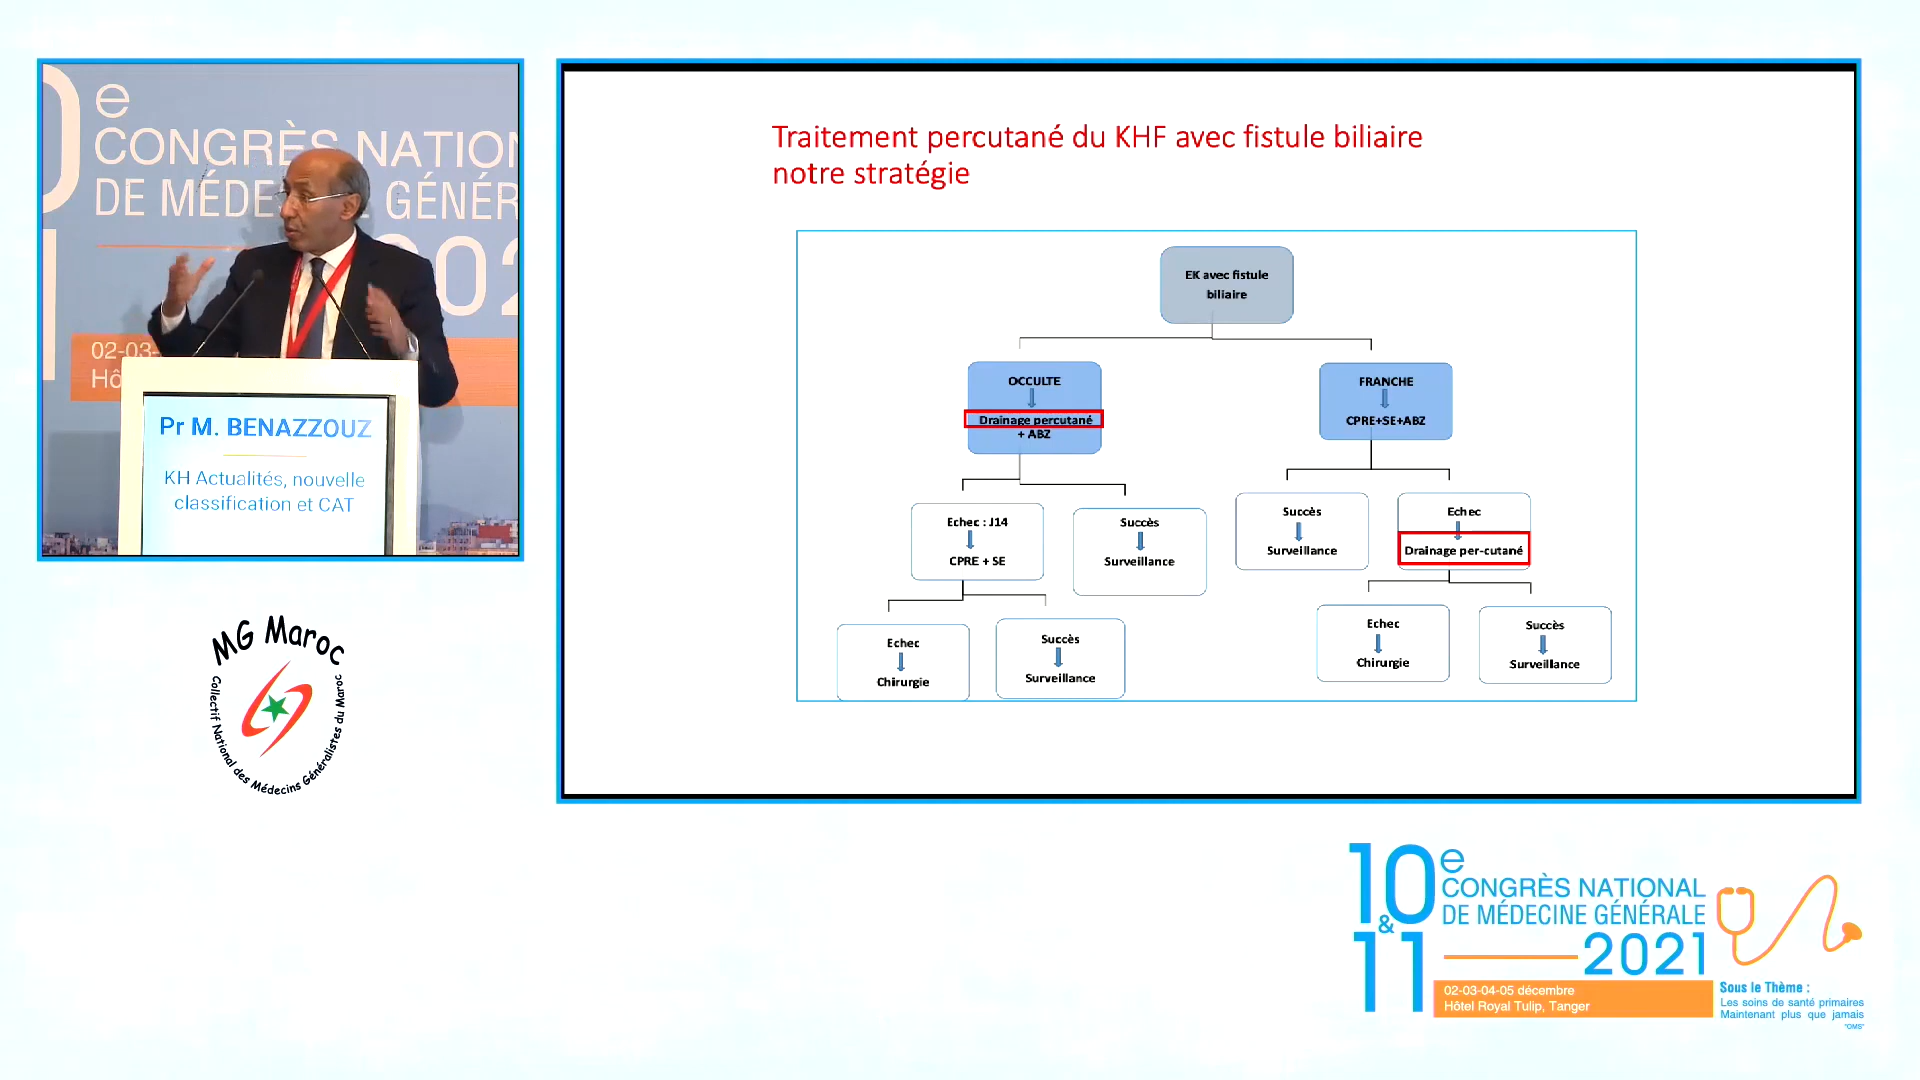 e
CONGRÈS NATION
DE MÉDE
GÉNÉR
02-03-
Hô
Pr M. BENAZZOUZ
KH Actualités, nouvelle
classification et CAT
MG Maroc
Collectif National des Médecins Généralistes du Maroc
Traitement percutané du KHF avec fistule biliaire
notre stratégie
EK avec fistule
biliaire
OCCULTE
Drainage percutané
+ ABZ
FRANCHE
CPRE+SE+ABZ
Echec : J14
CPRE + SE
Succès
Surveillance
Succès
Surveillance
Echec
Drainage per-cutané
Echec
Chirurgie
Succès
Surveillance
Echec
Chirurgie
Succès
Surveillance
10e
&
11
CONGRÈS NATIONAL
DE MÉDECINE GÉNÉRALE
2021
02-03-04-05 décembre
Hôtel Royal Tulip, Tanger
Sous le Thème :
Les soins de santé primaires
Maintenant plus que jamais
"OMS"